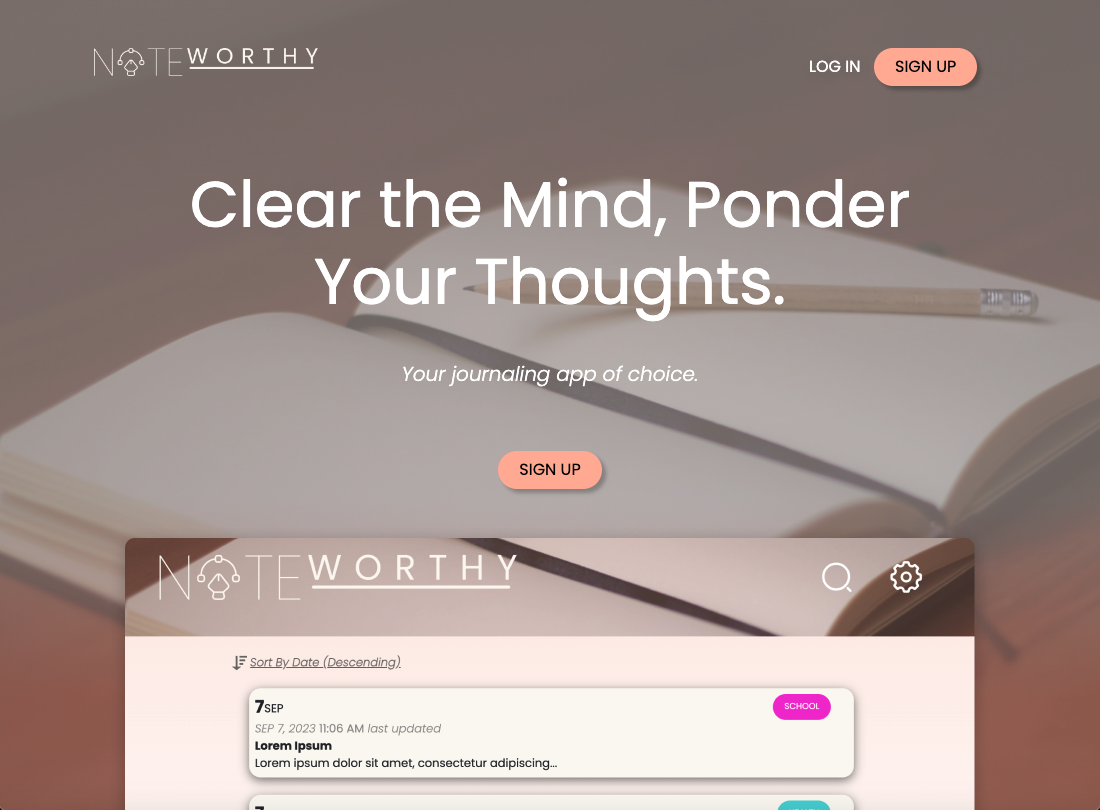 NOTEWORTHY
LOG IN
SIGN UP
Clear the Mind, Ponder
Your Thoughts.
Your journaling app of choice.
SIGN UP
NOTEWORTHY
Sort By Date (Descending)
7SEP
SCHOOL
SEP 7, 2023 11:06 AM last updated
Lorem Ipsum
Lorem ipsum dolor sit amet, consectetur adipiscing...